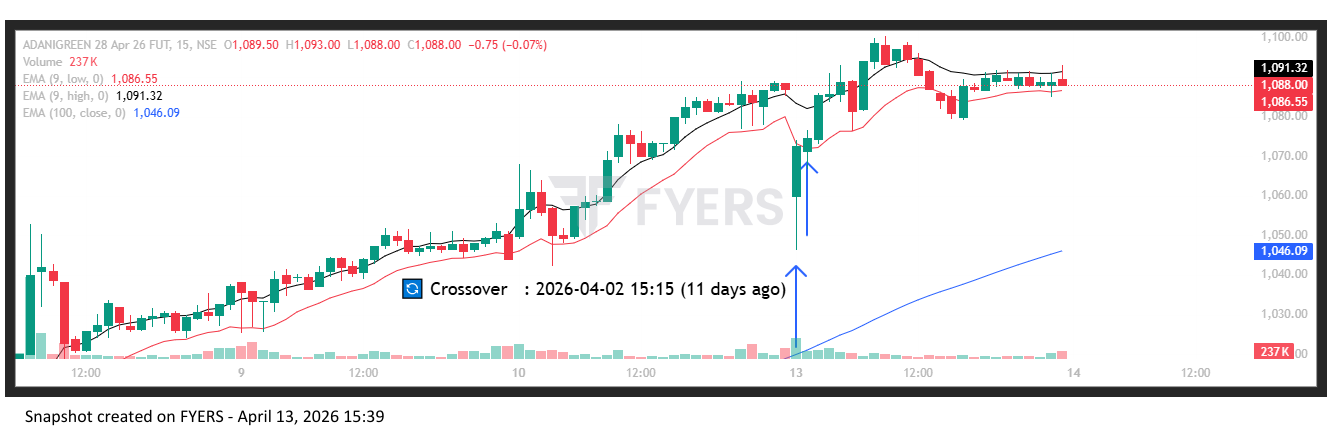 ADANIGREEN 28 Apr 26 FUT, 15, NSE O1,089.50 H1,093.00 L1,088.00 C1,088.00 −0.75 (−0.07%)
Volume 237 K
EMA (9, low, 0) 1,086.55
EMA (9, high, 0) 1,091.32
EMA (100, close, 0) 1,046.09
1,100.00
1,091.32
1,088.00
1,086.55
1,080.00
1,070.00
1,060.00
1,050.00
1,046.09
1,040.00
1,030.00
237 K
FYERS
Crossover : 2026-04-02 15:15 (11 days ago)
12:00 9 12:00 10 12:00 13 12:00 14 12:00
Snapshot created on FYERS - April 13, 2026 15:39